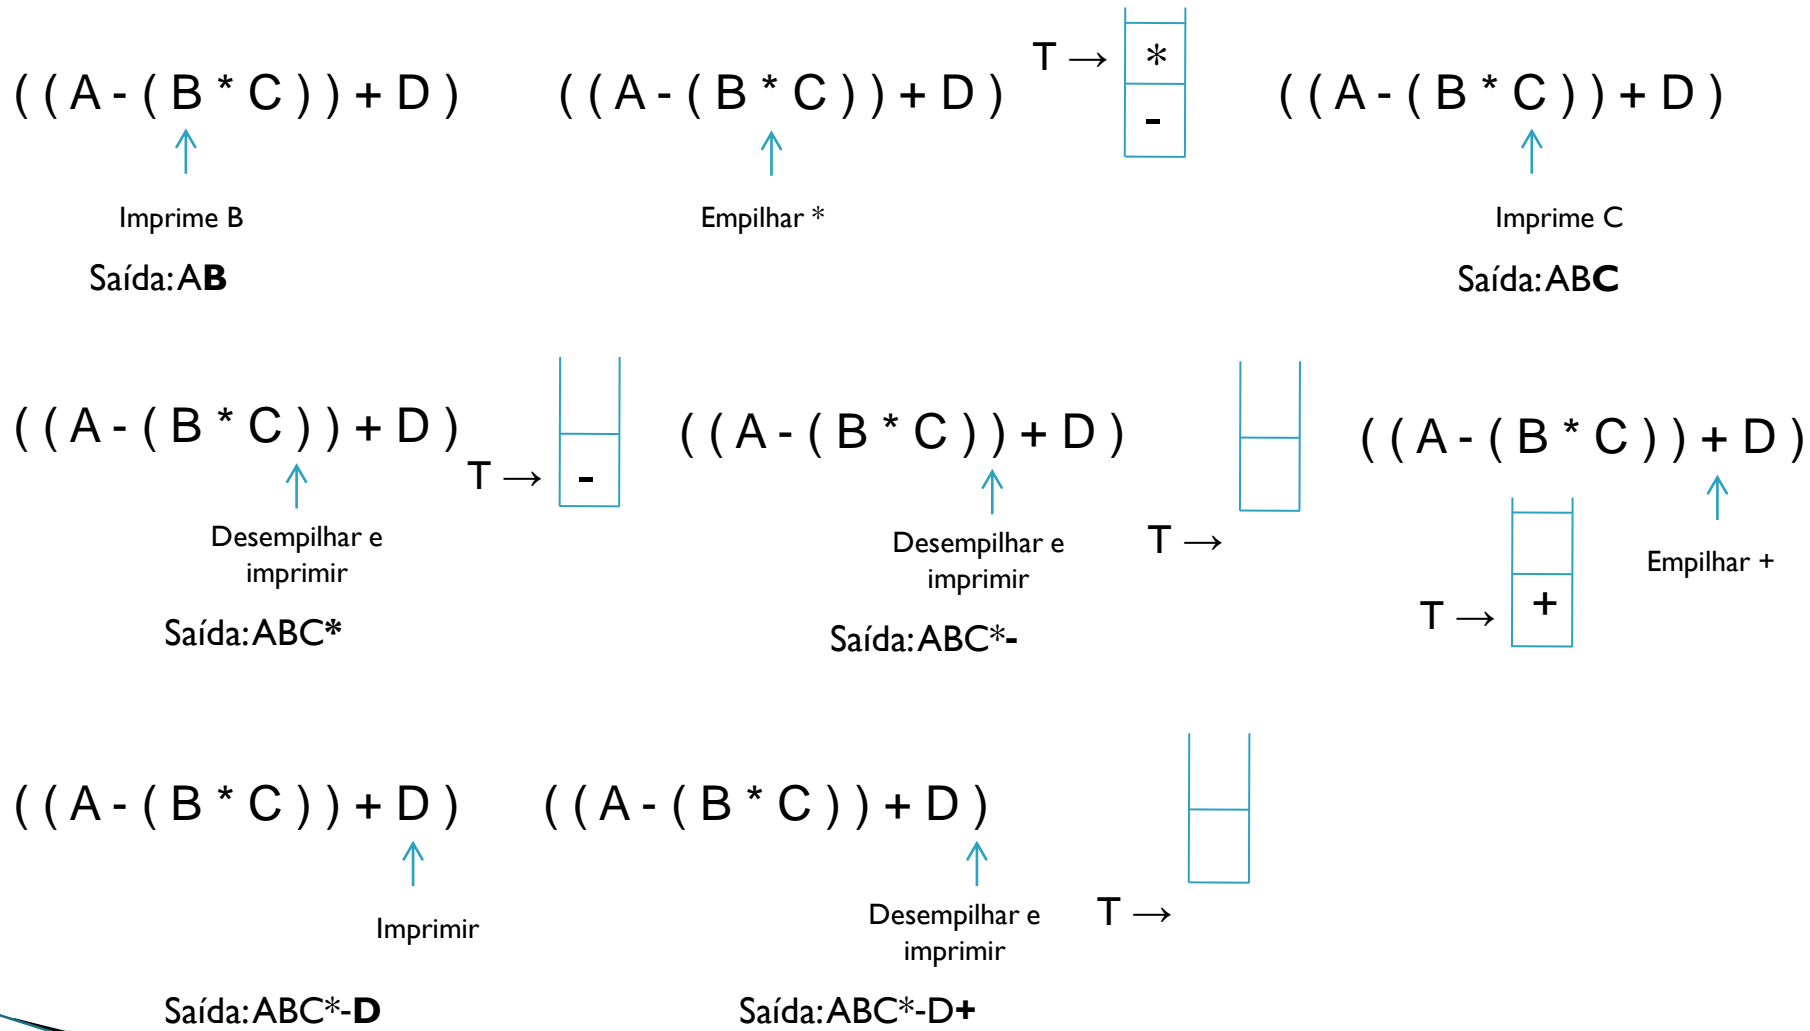 ( ( A - ( B * C ) ) + D )
Imprime B
Saída: AB
( ( A - ( B * C ) ) + D )
Empilhar *
T →
*
-
( ( A - ( B * C ) ) + D )
Imprime C
Saída: ABC
( ( A - ( B * C ) ) + D )
Desempilhar e
imprimir
Saída: ABC*
T →
-
( ( A - ( B * C ) ) + D )
Desempilhar e
imprimir
Saída: ABC*-
T →
( ( A - ( B * C ) ) + D )
Empilhar +
T →
+
( ( A - ( B * C ) ) + D )
Imprimir
Saída: ABC*-D
( ( A - ( B * C ) ) + D )
Desempilhar e
imprimir
Saída: ABC*-D+
T →